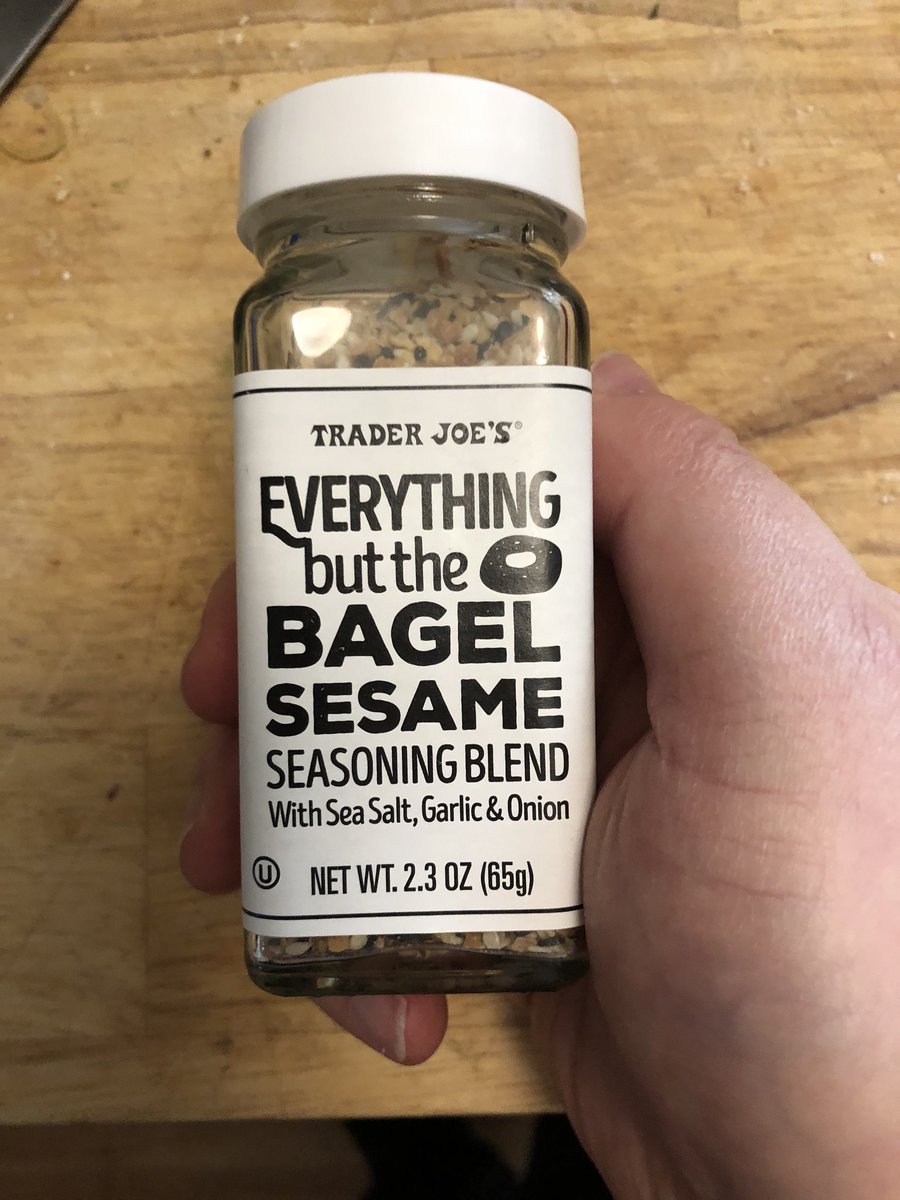 TRADER JOE'S®
EVERYTHING
but the
BAGEL
SESAME
SEASONING BLEND
With Sea Salt, Garlic & Onion
U NET WT. 2.3 OZ (65g)